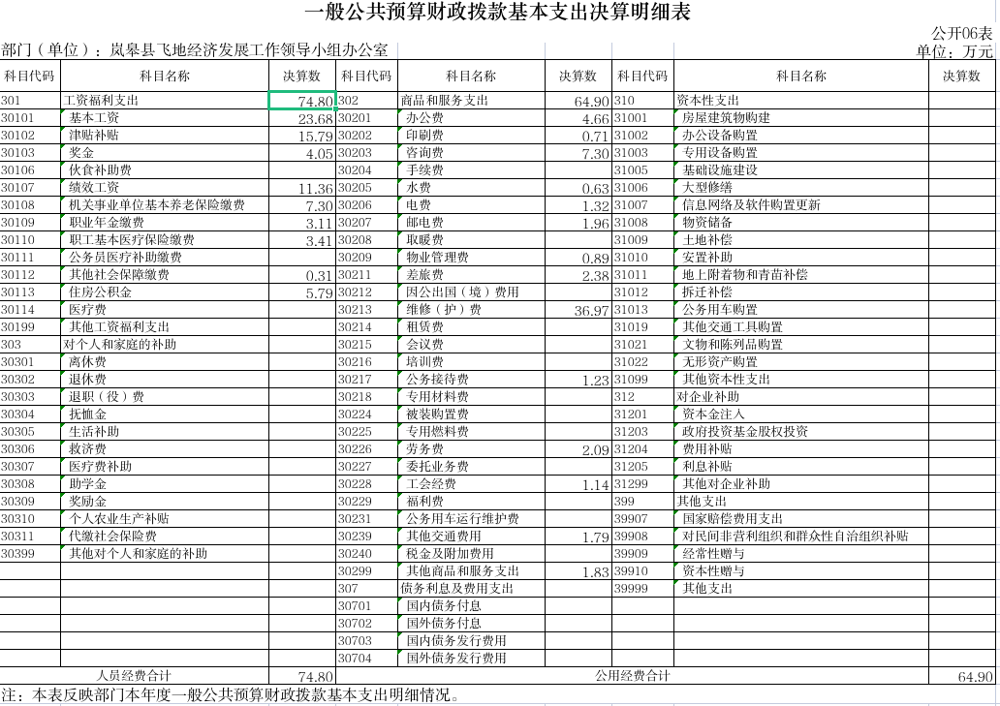 一般公共预算财政拨款基本支出决算明细表
公开06表
部门（单位）：岚皋县飞地经济发展工作领导小组办公室 单位：万元
科目代码 科目名称 决算数 科目代码 科目名称 决算数 科目代码 科目名称 决算数
301 工资福利支出 74.80 302 商品和服务支出 64.90 310 资本性支出
30101 基本工资 23.68 30201 办公费 4.66 31001 房屋建筑物购建
30102 津贴补贴 15.79 30202 印刷费 0.71 31002 办公设备购置
30103 奖金 4.05 30203 咨询费 7.30 31003 专用设备购置
30106 伙食补助费 30204 手续费 31005 基础设施建设
30107 绩效工资 11.36 30205 水费 0.63 31006 大型修缮
30108 机关事业单位基本养老保险缴费 7.30 30206 电费 1.32 31007 信息网络及软件购置更新
30109 职业年金缴费 3.11 30207 邮电费 1.96 31008 物资储备
30110 职工基本医疗保险缴费 3.41 30208 取暖费 31009 土地补偿
30111 公务员医疗补助缴费 30209 物业管理费 0.89 31010 安置补助
30112 其他社会保障缴费 0.31 30211 差旅费 2.38 31011 地上附着物和青苗补偿
30113 住房公积金 5.79 30212 因公出国（境）费用 31012 拆迁补偿
30114 医疗费 30213 维修（护）费 36.97 31013 公务用车购置
30199 其他工资福利支出 30214 租赁费 31019 其他交通工具购置
303 对个人和家庭的补助 30215 会议费 31021 文物和陈列品购置
30301 离休费 30216 培训费 31022 无形资产购置
30302 退休费 30217 公务接待费 1.23 31099 其他资本性支出
30303 退职（役）费 30218 专用材料费 312 对企业补助
30304 抚恤金 30224 被装购置费 31201 资本金注入
30305 生活补助 30225 专用燃料费 31203 政府投资基金股权投资
30306 救济费 30226 劳务费 2.09 31204 费用补贴
30307 医疗费补助 30227 委托业务费 31205 利息补贴
30308 助学金 30228 工会经费 1.14 31299 其他对企业补助
30309 奖励金 30229 福利费 399 其他支出
30310 个人农业生产补贴 30231 公务用车运行维护费 39907 国家赔偿费用支出
30311 代缴社会保险费 30239 其他交通费用 1.79 39908 对民间非营利组织和群众性自治组织补贴
30399 其他对个人和家庭的补助 30240 税金及附加费用 39909 经常性赠与
30299 其他商品和服务支出 1.83 39910 资本性赠与
307 债务利息及费用支出 39999 其他支出
30701 国内债务付息
30702 国外债务付息
30703 国内债务发行费用
30704 国外债务发行费用
人员经费合计 74.80 公用经费合计 64.90
注：本表反映部门本年度一般公共预算财政拨款基本支出明细情况。